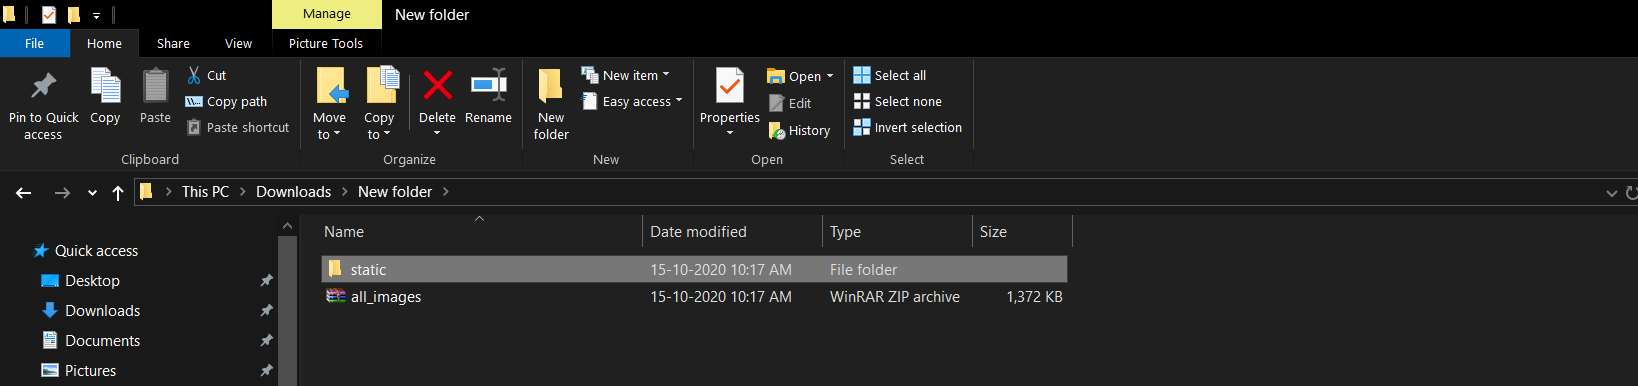 Manage
New folder
File
Home
Share
View
Picture Tools
Pin to Quick access
Copy
Paste
Cut
Copy path
Paste shortcut
Clipboard
Move to
Copy to
Delete
Rename
Organize
New folder
New item
Easy access
New
Properties
Open
Edit
History
Open
Select all
Select none
Invert selection
Select
This PC > Downloads > New folder >
Quick access
Desktop
Downloads
Documents
Pictures
Name Date modified Type Size
static 15-10-2020 10:17 AM File folder
all_images 15-10-2020 10:17 AM WinRAR ZIP archive 1,372 KB